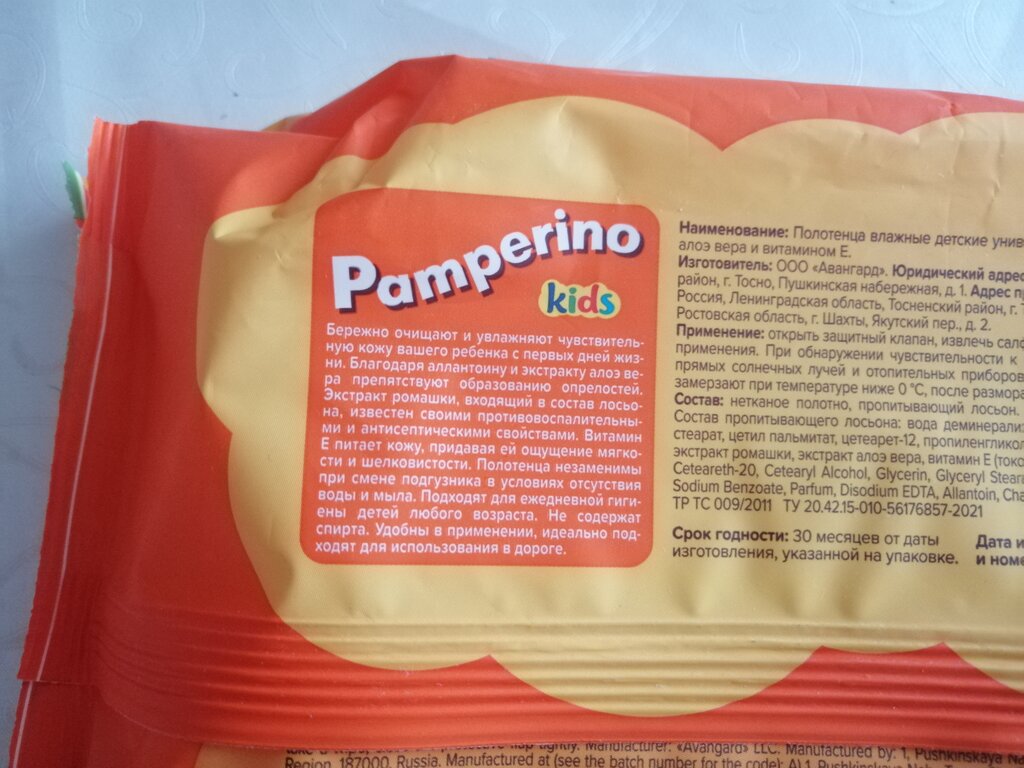 Pamperino
kids
Бережно очищают и увлажняют чувствитель-
ную кожу вашего ребенка с первых дней жиз-
ни. Благодаря аллантоину и экстракту алоэ ве-
ра препятствуют образованию опрелостей.
Экстракт ромашки, входящий в состав лосьо-
на, известен своими противовоспалительны-
ми и антисептическими свойствами. Витамин
Е питает кожу, придавая ей ощущение мягко-
сти и шелковистости. Полотенца незаменимы
при смене подгузника в условиях отсутствия
воды и мыла. Подходят для ежедневной гиги-
ены детей любого возраста. Не содержат
спирта. Удобны в применении, идеально под-
ходят для использования в дороге.
Наименование: Полотенца влажные детские унив
алоэ вера и витамином Е.
Изготовитель: ООО «Авангард». Юридический адрес
район, г. Тосно, Пушкинская набережная, д. 1. Адрес п
Россия, Ленинградская область, Тосненский район, г.
Ростовская область, г. Шахты, Якутский пер., д. 2.
Применение: открыть защитный клапан, извлечь сал
применения. При обнаружении чувствительности к
прямых солнечных лучей и отопительных приборов
замерзают при температуре ниже 0 °С, после размора
Состав: нетканое полотно, пропитывающий лосьон.
Состав пропитывающего лосьона: вода деминерализ
стеарат, цетил пальмитат, цетеарет-12, пропиленгликол
экстракт ромашки, экстракт алоэ вера, витамин Е (токо
Ceteareth-20, Cetearyl Alcohol, Glycerin, Glyceryl Steara
Sodium Benzoate, Parfum, Disodium EDTA, Allantoin, Cha
ТР ТС 009/2011 ТУ 20.42.15-010-56176857-2021
Срок годности: 30 месяцев от даты
изготовления, указанной на упаковке.
Дата и
и номе
tightly. Manufacturer: «Avangard» LLC. Manufactured by: 1, Pushkinskaya Na
Region, 187000, Russia. Manufactured at (see the batch number for the code): A) 1, Pushkinskaya